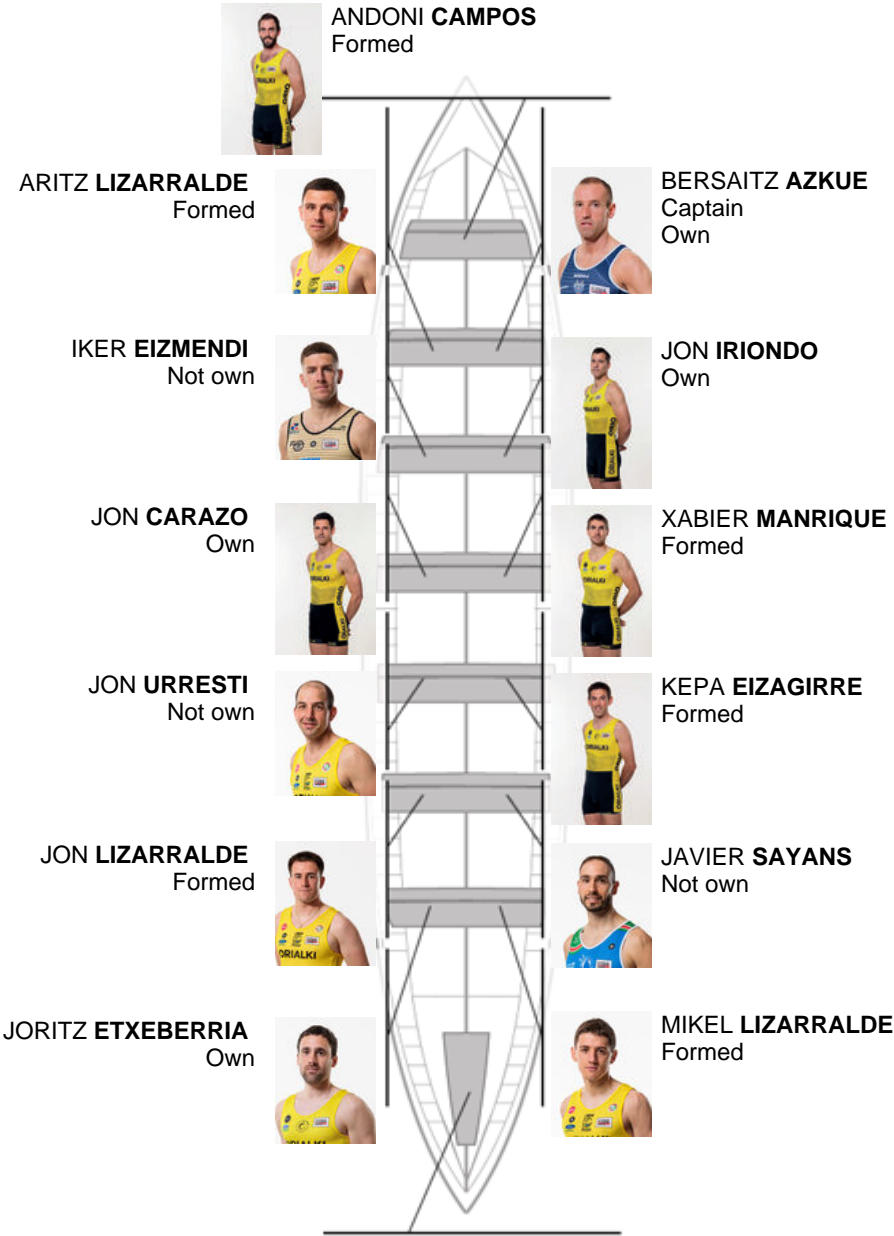 ANDONI CAMPOS
Formed
ARITZ LIZARRALDE
Formed
BERSAITZ AZKUE
Captain
Own
IKER EIZMENDI
Not own
JON IRIONDO
Own
JON CARAZO
Own
XABIER MANRIQUE
Formed
JON URRESTI
Not own
KEPA EIZAGIRRE
Formed
JON LIZARRALDE
Formed
JAVIER SAYANS
Not own
JORITZ ETXEBERRIA
Own
MIKEL LIZARRALDE
Formed
ORIALKI